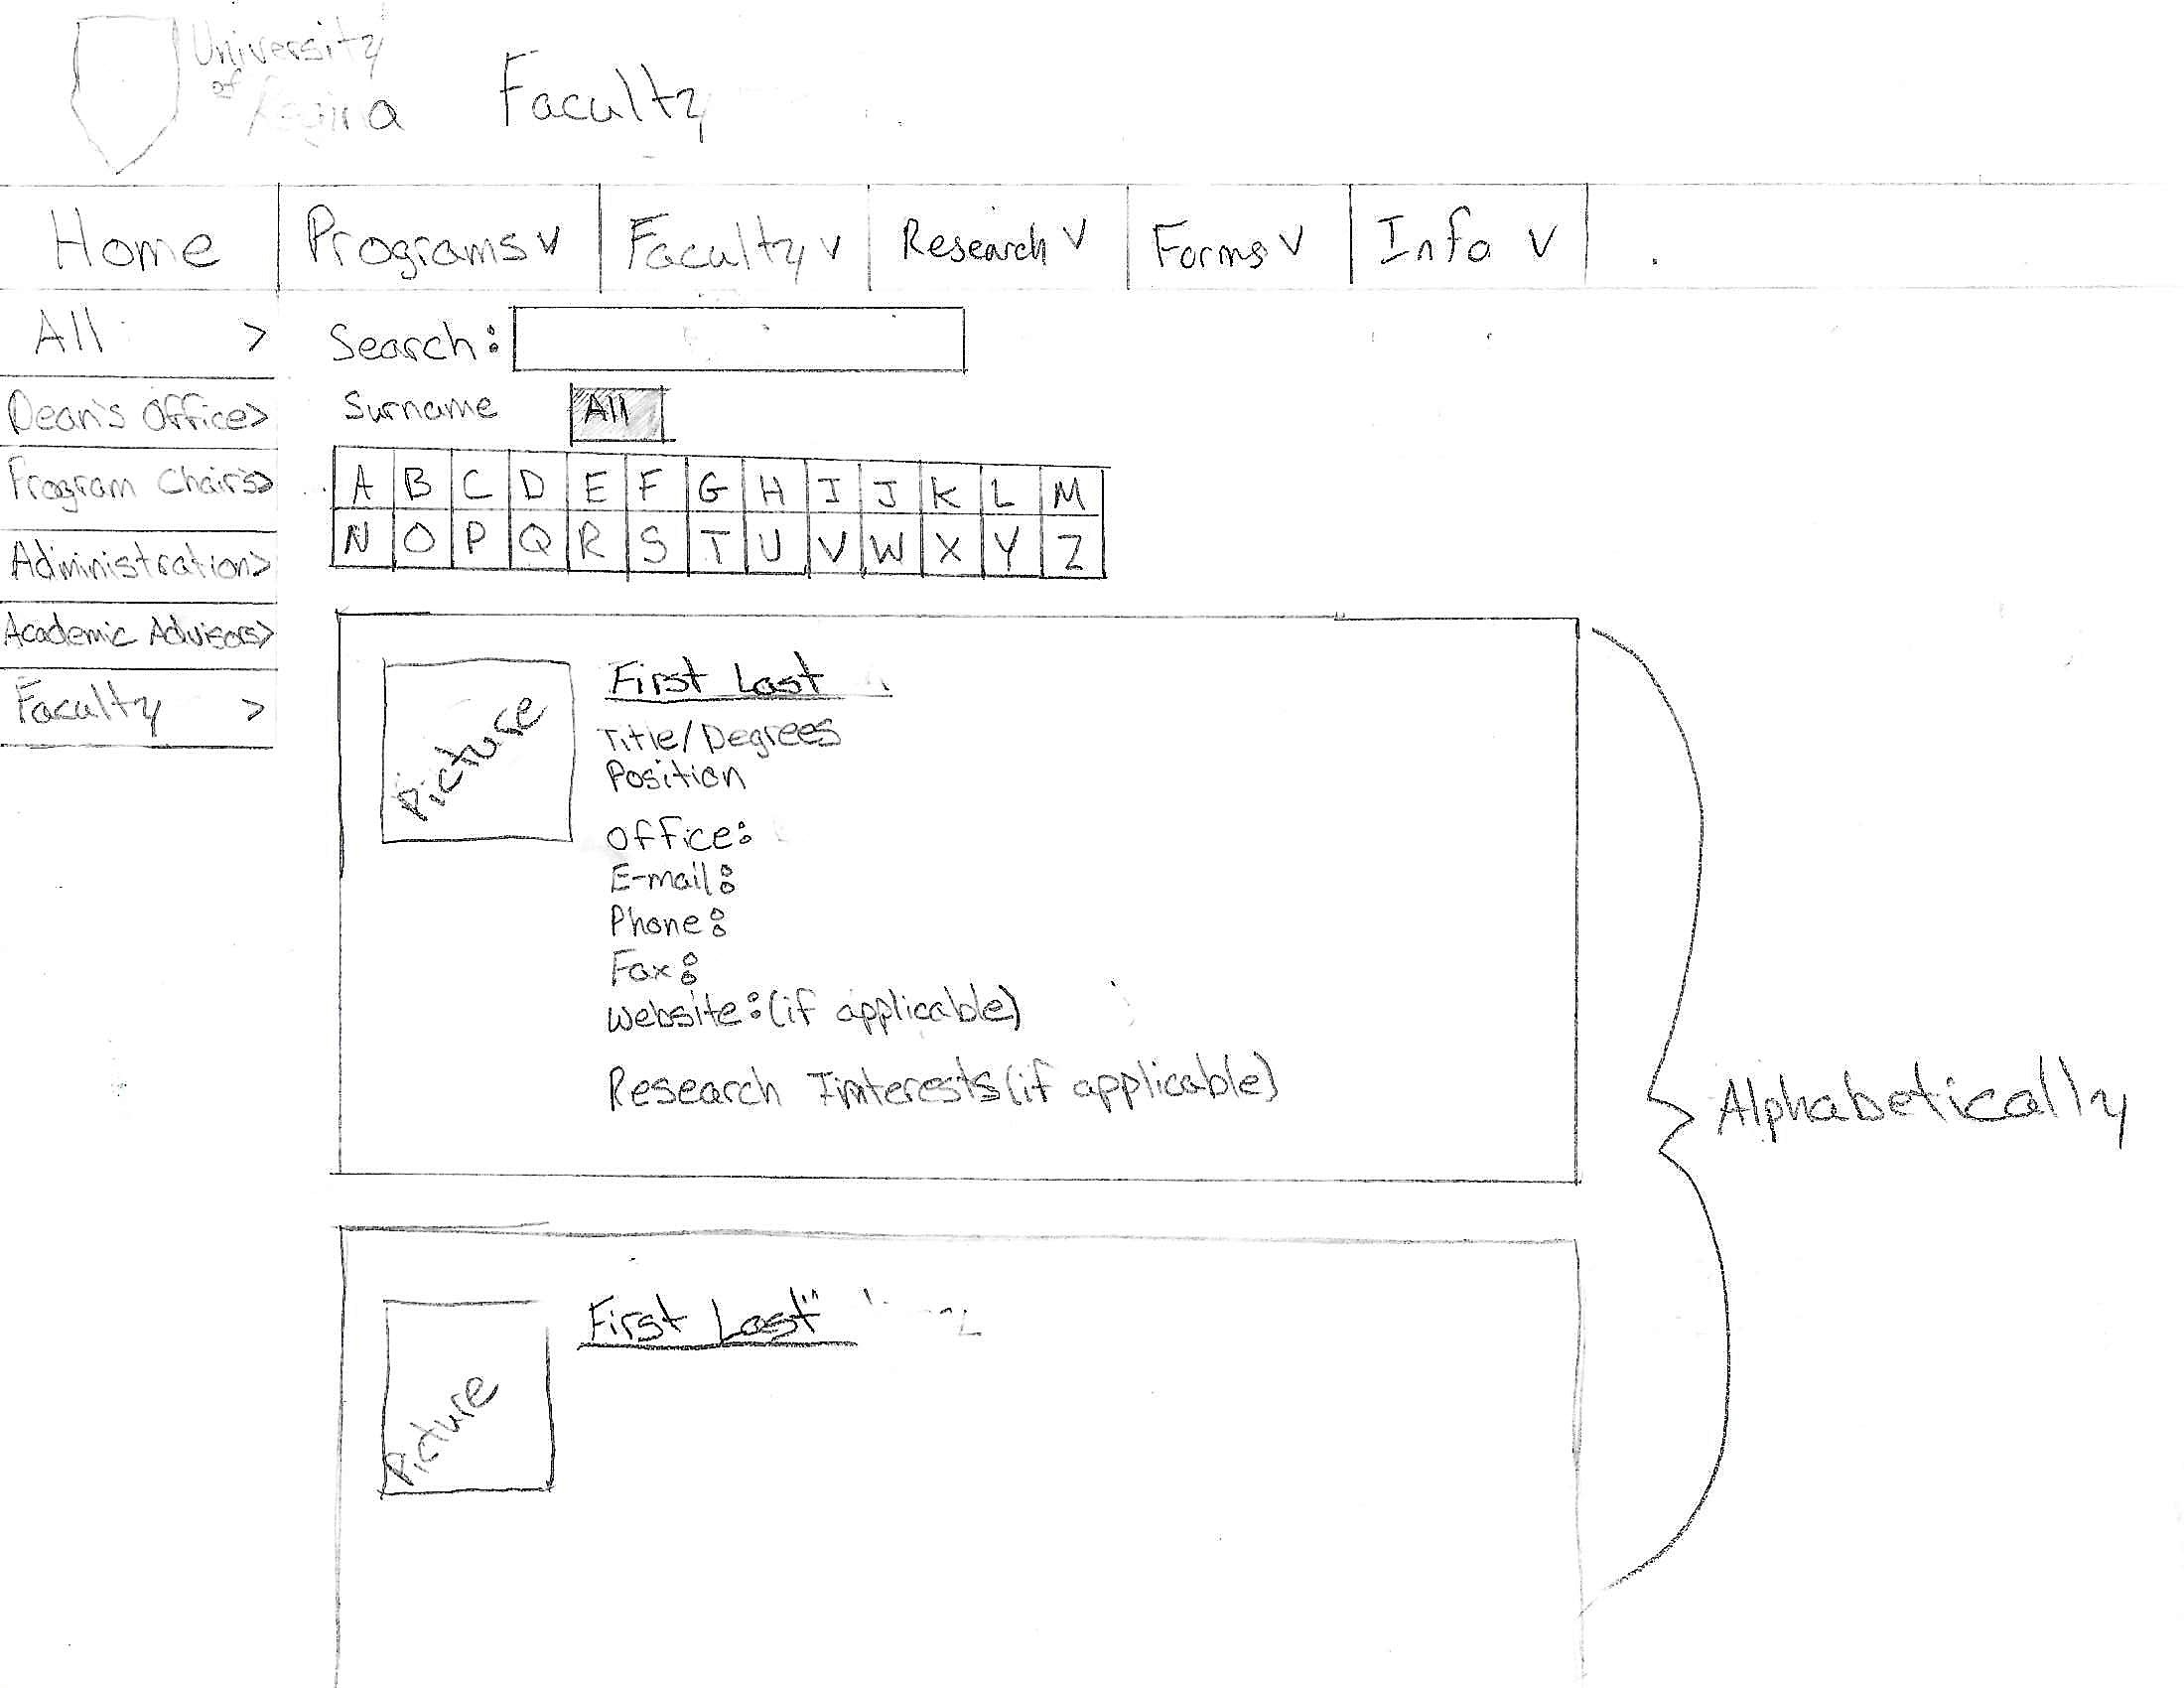 University
of
Regina
Faculty
Home Programs v Faculty v Research v Forms v Info v
All >
Dean's Office >
Program Chairs >
Administration >
Academic Advisors >
Faculty >
Search:
Surname All
A B C D E F G H I J K L M
N O P Q R S T U V W X Y Z
Picture
First Last
Title/Degrees
Position
Office:
E-mail:
Phone:
Fax:
Website:(if applicable)
Research Interests(if applicable)
Alphabetically
Picture
First Last